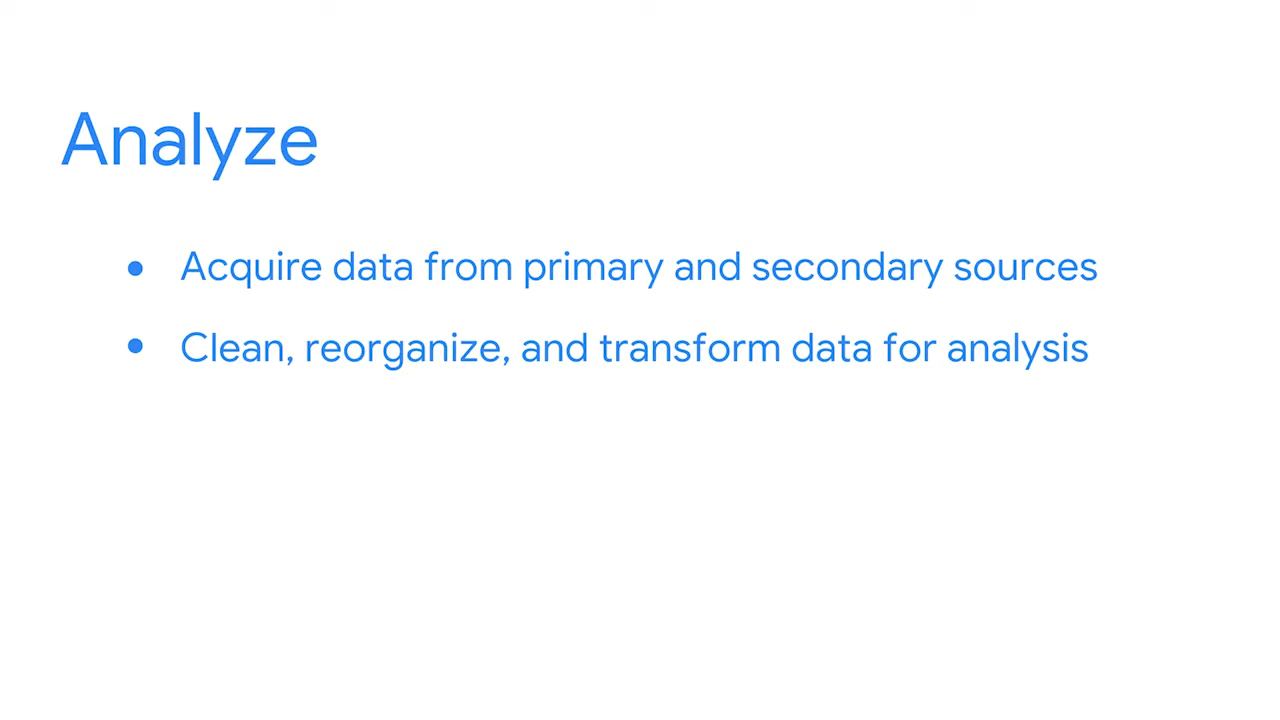 Analyze
• Acquire data from primary and secondary sources
• Clean, reorganize, and transform data for analysis